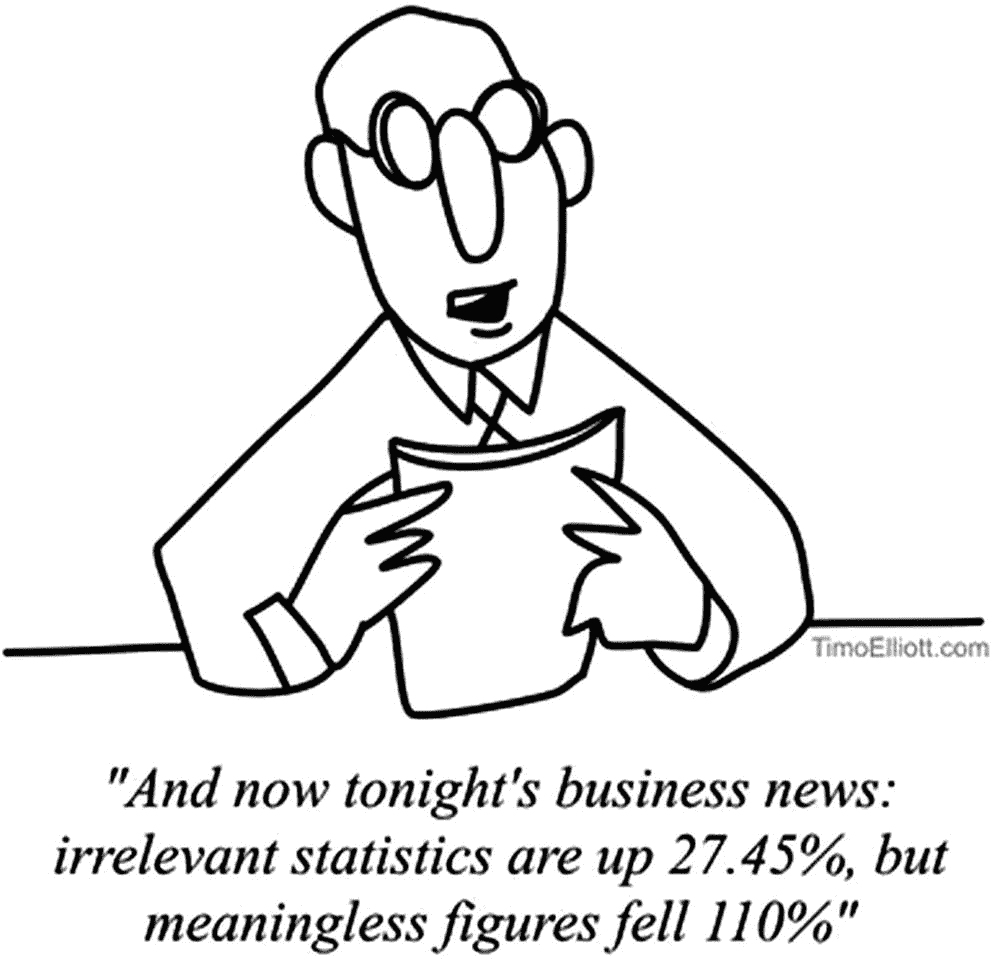 TimoElliott.com
"And now tonight's business news:
irrelevant statistics are up 27.45%, but
meaningless figures fell 110%"